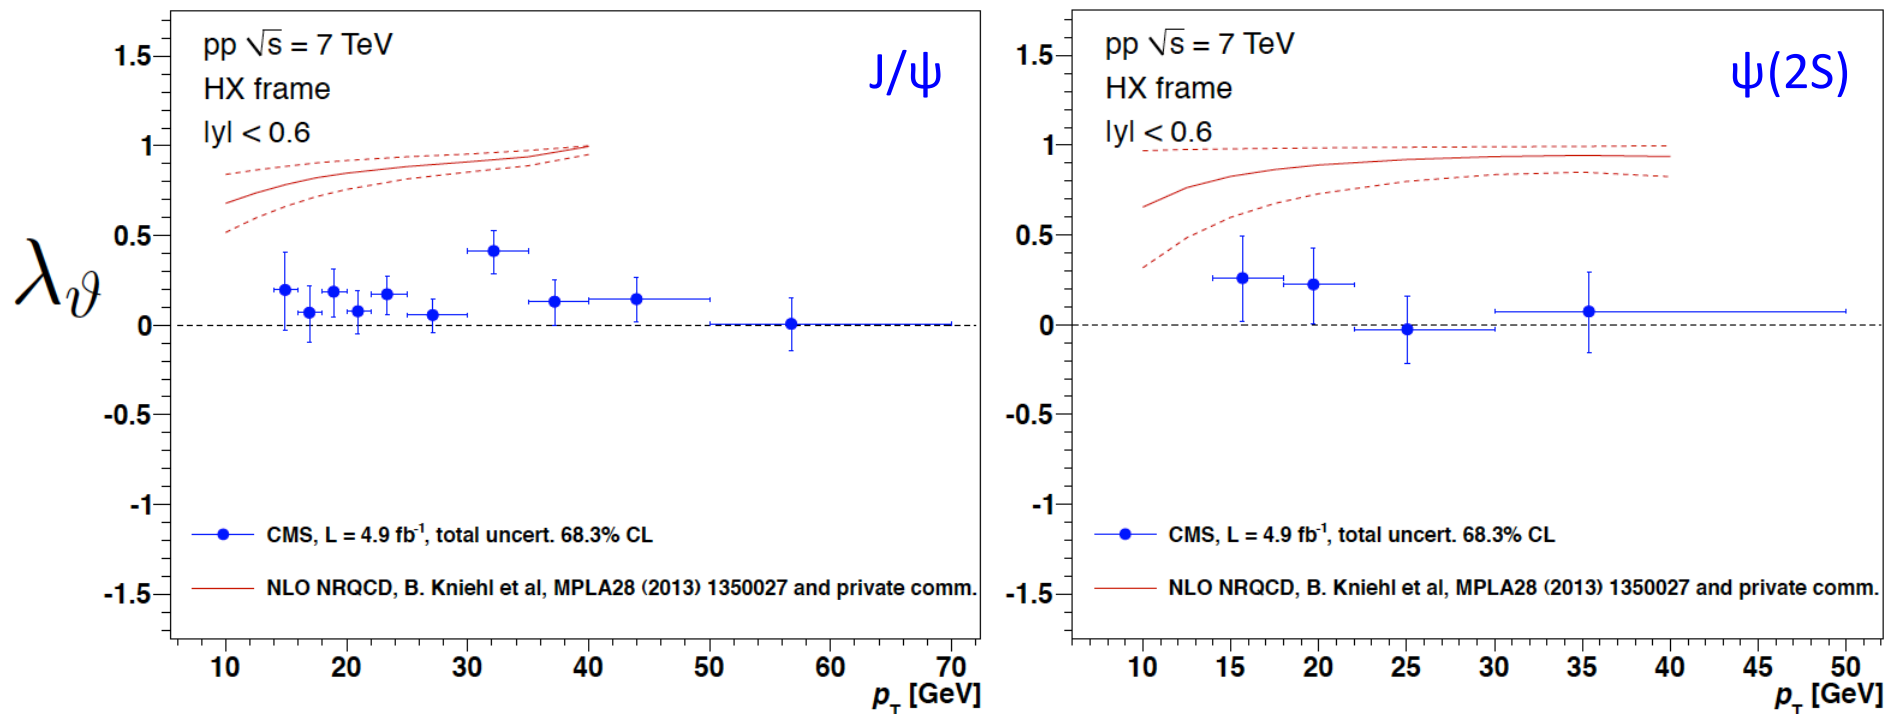 λϑ
pp √s = 7 TeV
HX frame
|y| < 0.6
J/ψ
1.5
1
0.5
0
-0.5
-1
-1.5
CMS, L = 4.9 fb-1, total uncert. 68.3% CL
NLO NRQCD, B. Kniehl et al, MPLA28 (2013) 1350027 and private comm.
10 20 30 40 50 60 70
pT [GeV]
pp √s = 7 TeV
HX frame
|y| < 0.6
ψ(2S)
1.5
1
0.5
0
-0.5
-1
-1.5
CMS, L = 4.9 fb-1, total uncert. 68.3% CL
NLO NRQCD, B. Kniehl et al, MPLA28 (2013) 1350027 and private comm.
10 15 20 25 30 35 40 45 50
pT [GeV]